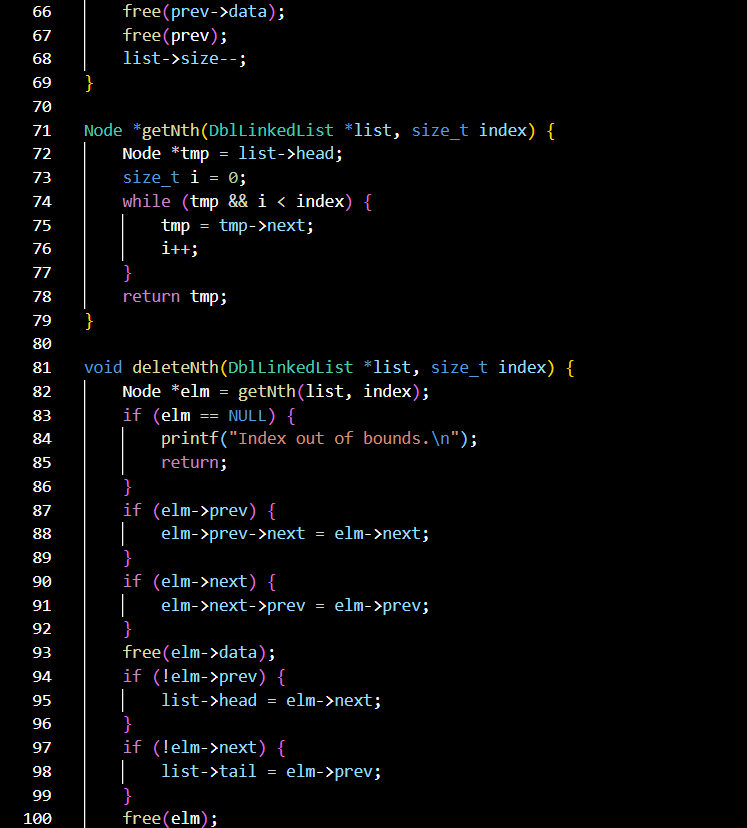 66 free(prev->data);
67 free(prev);
68 list->size--;
69 }
70
71 Node *getNth(DblLinkedList *list, size_t index) {
72 Node *tmp = list->head;
73 size_t i = 0;
74 while (tmp && i < index) {
75 tmp = tmp->next;
76 i++;
77 }
78 return tmp;
79 }
80
81 void deleteNth(DblLinkedList *list, size_t index) {
82 Node *elm = getNth(list, index);
83 if (elm == NULL) {
84 printf("Index out of bounds.\n");
85 return;
86 }
87 if (elm->prev) {
88 elm->prev->next = elm->next;
89 }
90 if (elm->next) {
91 elm->next->prev = elm->prev;
92 }
93 free(elm->data);
94 if (!elm->prev) {
95 list->head = elm->next;
96 }
97 if (!elm->next) {
98 list->tail = elm->prev;
99 }
100 free(elm);